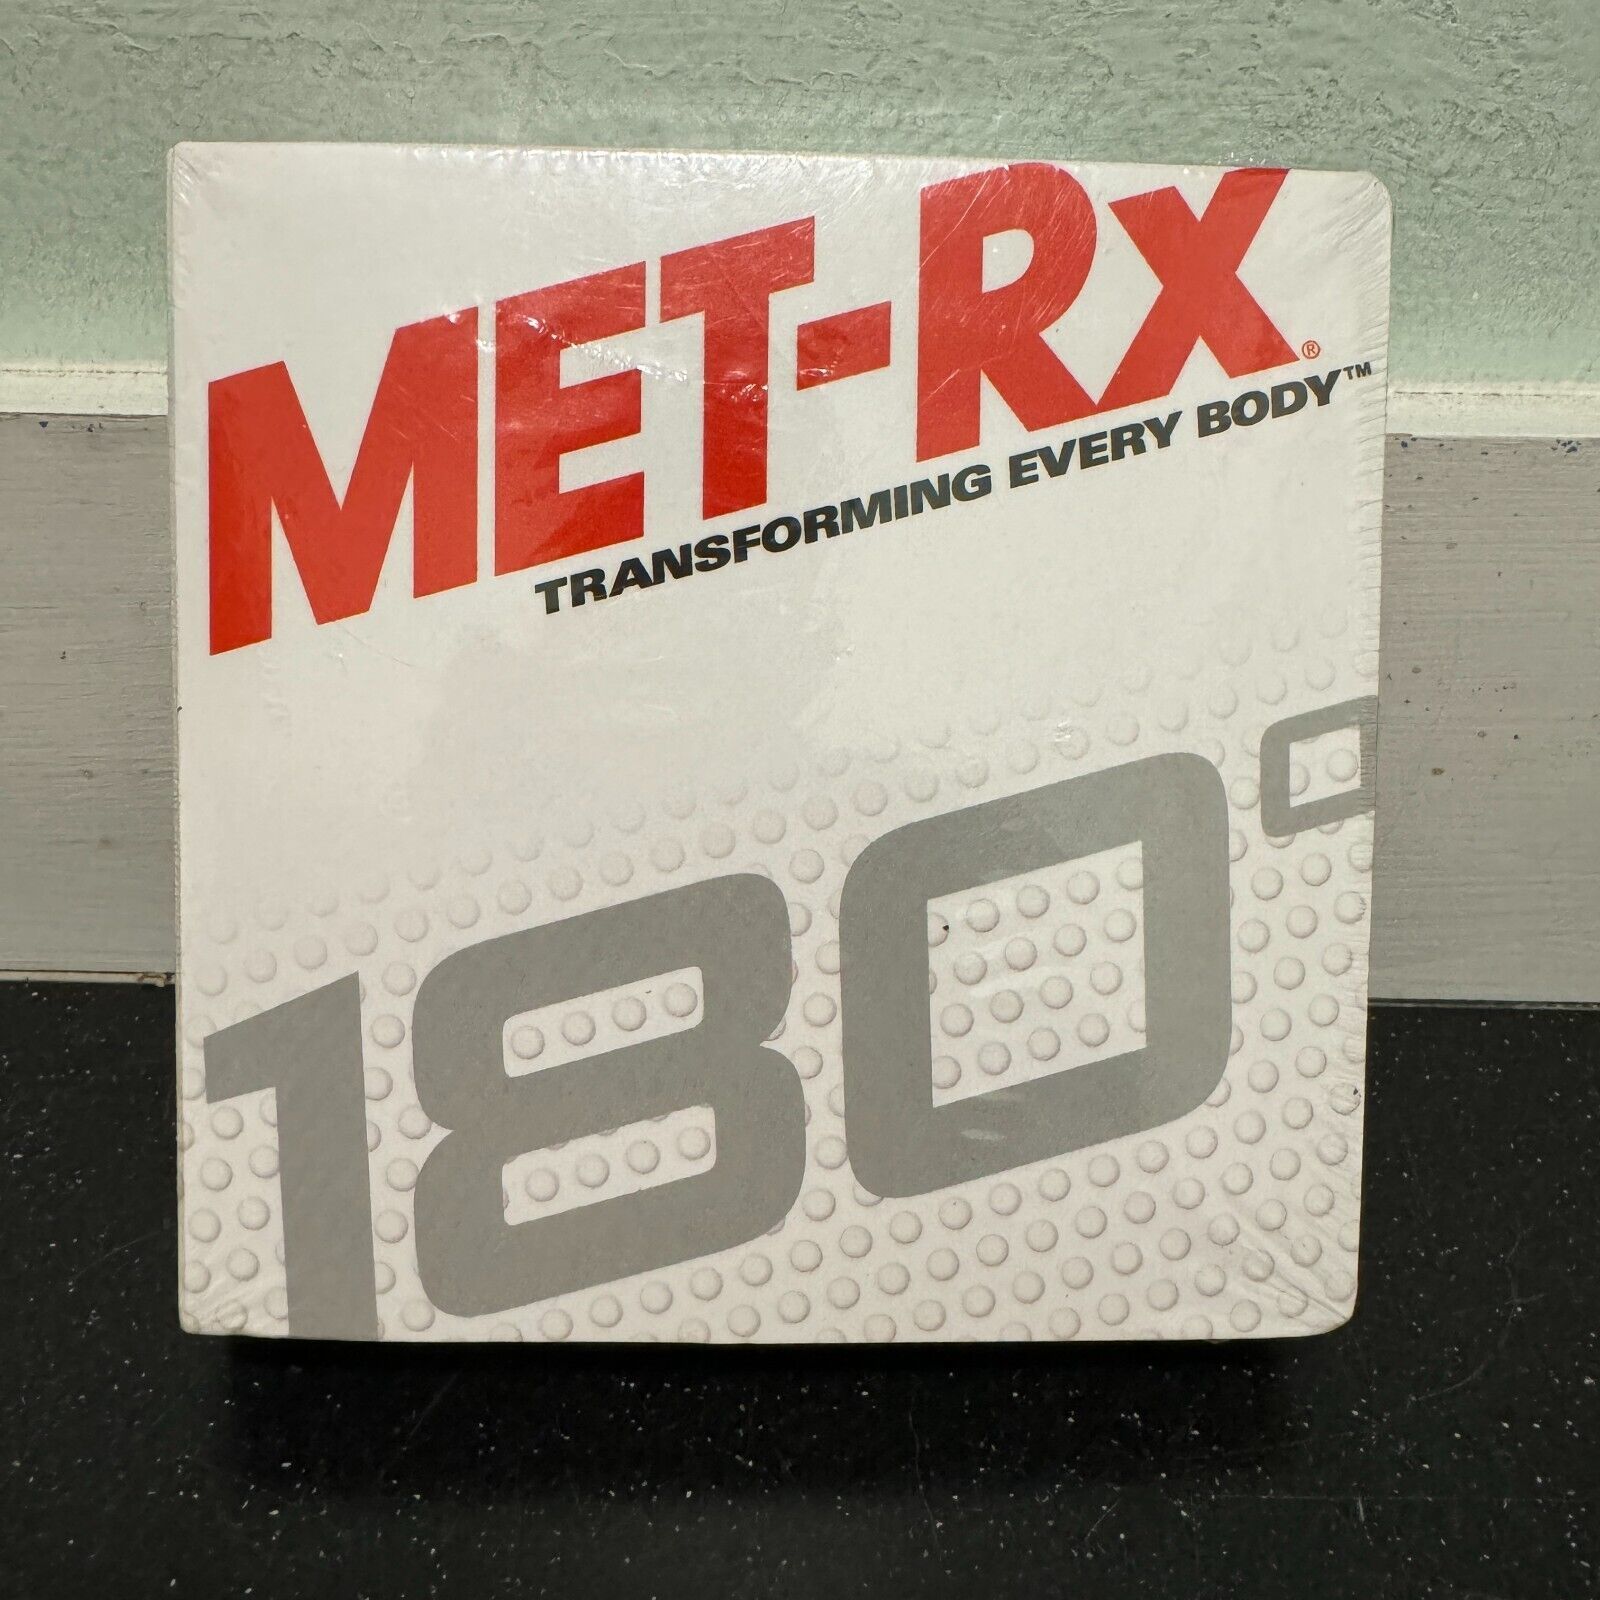 MET-Rx®
TRANSFORMING EVERY BODY™
180°